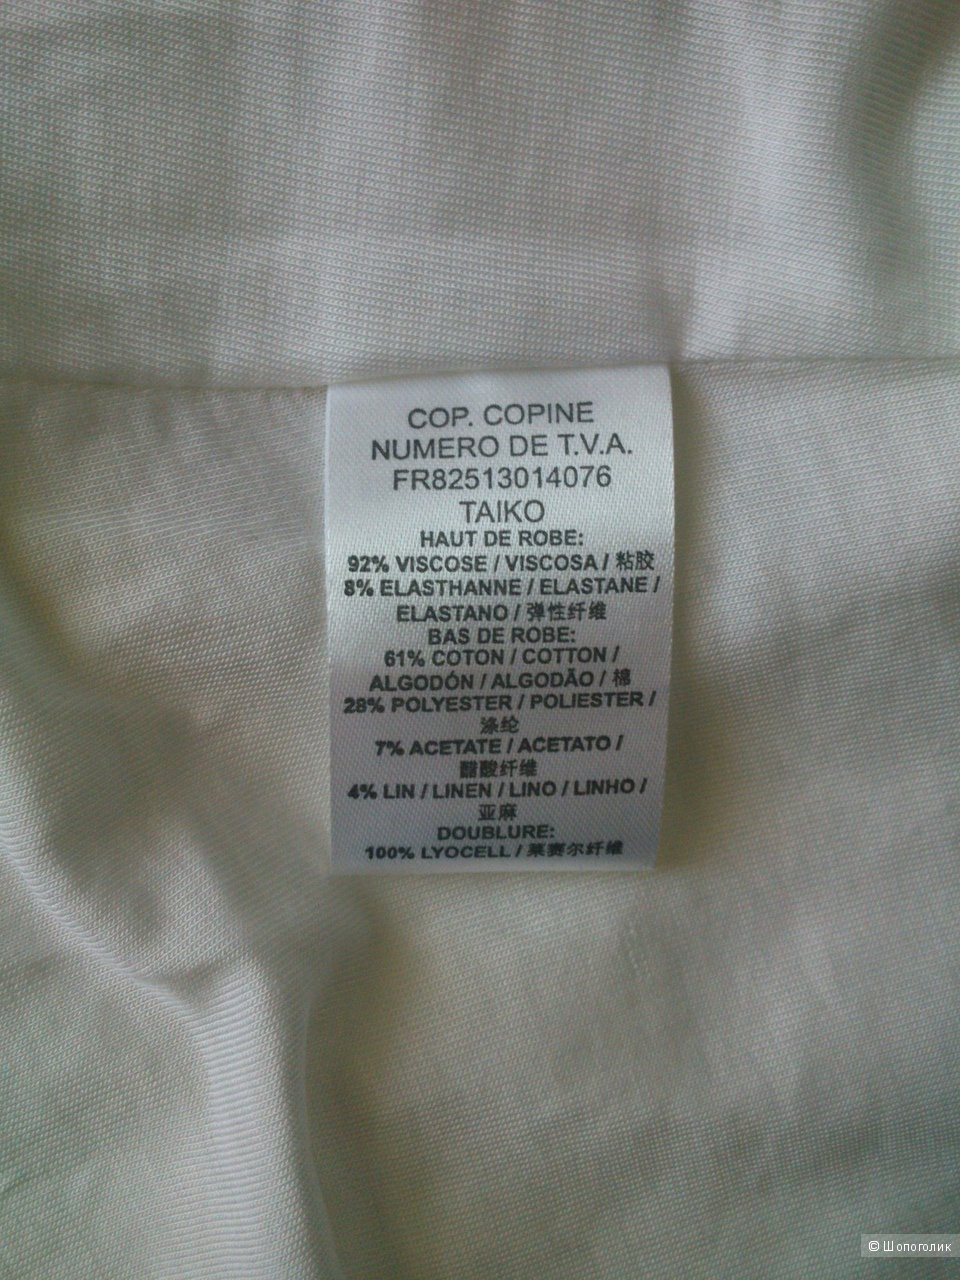 COP. COPINE
NUMERO DE T.V.A.
FR82513014076
TAIKO
HAUT DE ROBE:
92% VISCOSE / VISCOSA / 粘胶
8% ELASTHANNE / ELASTANE /
ELASTANO / 弹性纤维
BAS DE ROBE:
61% COTON / COTTON /
ALGODÓN / ALGODÃO / 棉
28% POLYESTER / POLIESTER /
涤纶
7% ACETATE / ACETATO /
醋酸纤维
4% LIN / LINEN / LINO / LINHO /
亚麻
DOUBLURE:
100% LYOCELL / 莱赛尔纤维
© Шопоголик